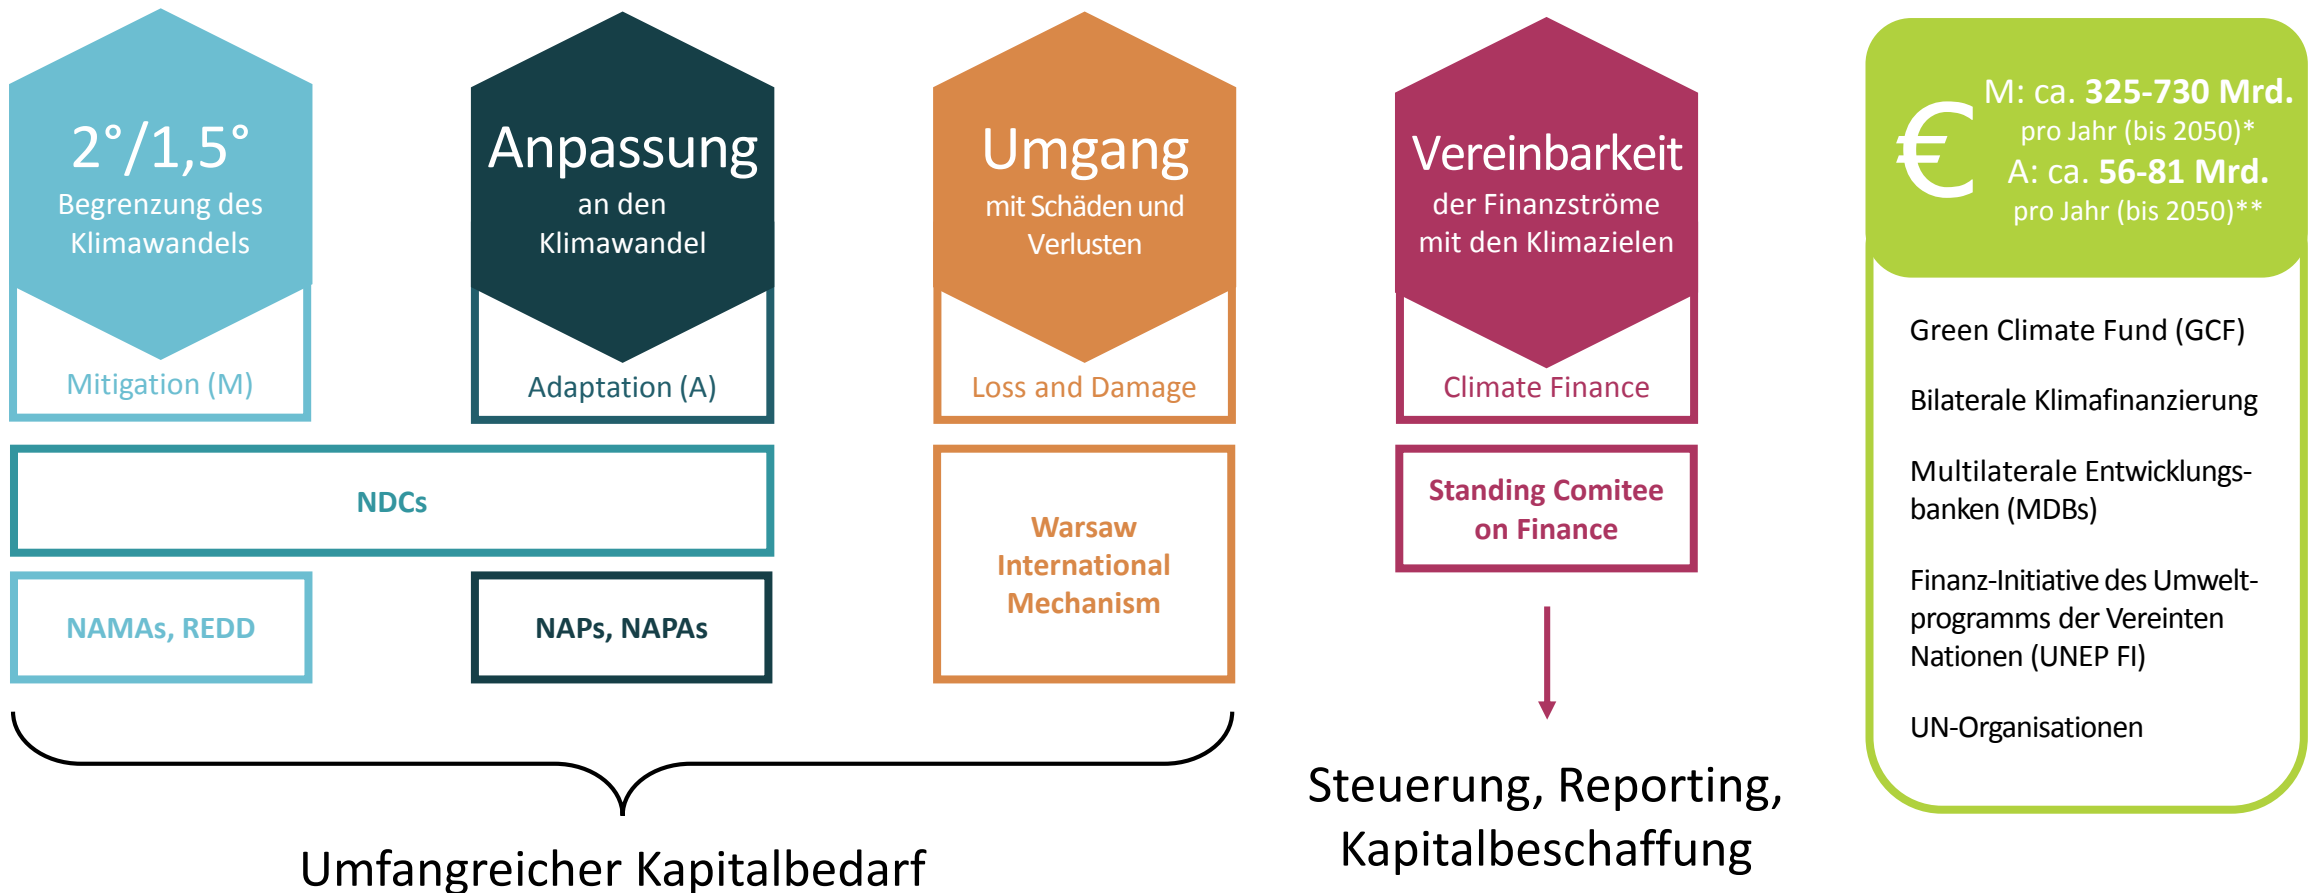 2°/1,5°
Begrenzung des
Klimawandels
Mitigation (M)
Anpassung
an den
Klimawandel
Adaptation (A)
Umgang
mit Schäden und
Verlusten
Loss and Damage
Vereinbarkeit
der Finanzströme
mit den Klimazielen
Climate Finance
NDCs
NAMAs, REDD
NAPs, NAPAs
Warsaw
International
Mechanism
Standing Comitee
on Finance
Umfangreicher Kapitalbedarf
Steuerung, Reporting,
Kapitalbeschaffung
€
M: ca. 325-730 Mrd.
pro Jahr (bis 2050)*
A: ca. 56-81 Mrd.
pro Jahr (bis 2050)**
Green Climate Fund (GCF)
Bilaterale Klimafinanzierung
Multilaterale Entwicklungs-
banken (MDBs)
Finanz-Initiative des Umwelt-
programms der Vereinten
Nationen (UNEP FI)
UN-Organisationen